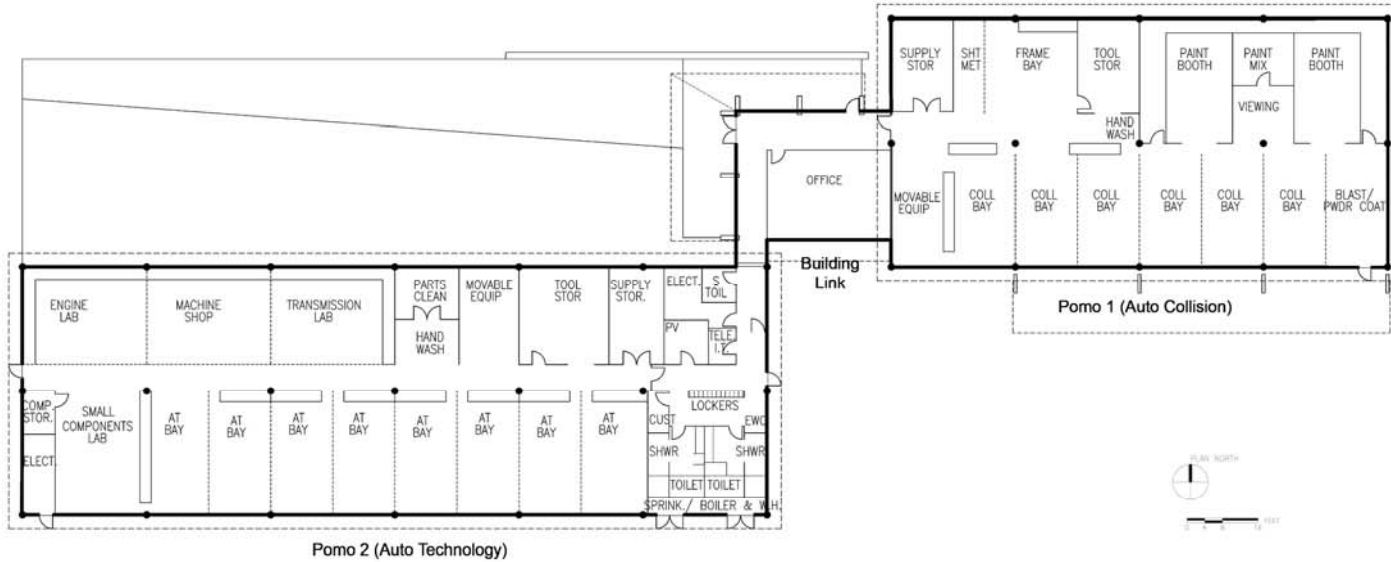 SUPPLY
STOR
SHT
MET
FRAME
BAY
TOOL
STOR
PAINT
BOOTH
PAINT
MIX
PAINT
BOOTH
VIEWING
HAND
WASH
OFFICE
MOVABLE
EQUIP
COLL
BAY
COLL
BAY
COLL
BAY
COLL
BAY
COLL
BAY
COLL
BAY
BLAST/
PWDR COAT
Building
Link
Pomo 1 (Auto Collision)
ENGINE
LAB
MACHINE
SHOP
TRANSMISSION
LAB
PARTS
CLEAN
HAND
WASH
MOVABLE
EQUIP
TOOL
STOR
SUPPLY
STOR.
ELECT.
S
TOIL
PV
TELE
I.T.
COMP
STOR.
ELECT.
SMALL
COMPONENTS
LAB
AT
BAY
AT
BAY
AT
BAY
AT
BAY
AT
BAY
AT
BAY
AT
BAY
AT
BAY
LOCKERS
CUST
EWC
SHWR
SHWR
TOILET
TOILET
SPRINK./ BOILER & W.H.
PLAN NORTH
FEET
Pomo 2 (Auto Technology)